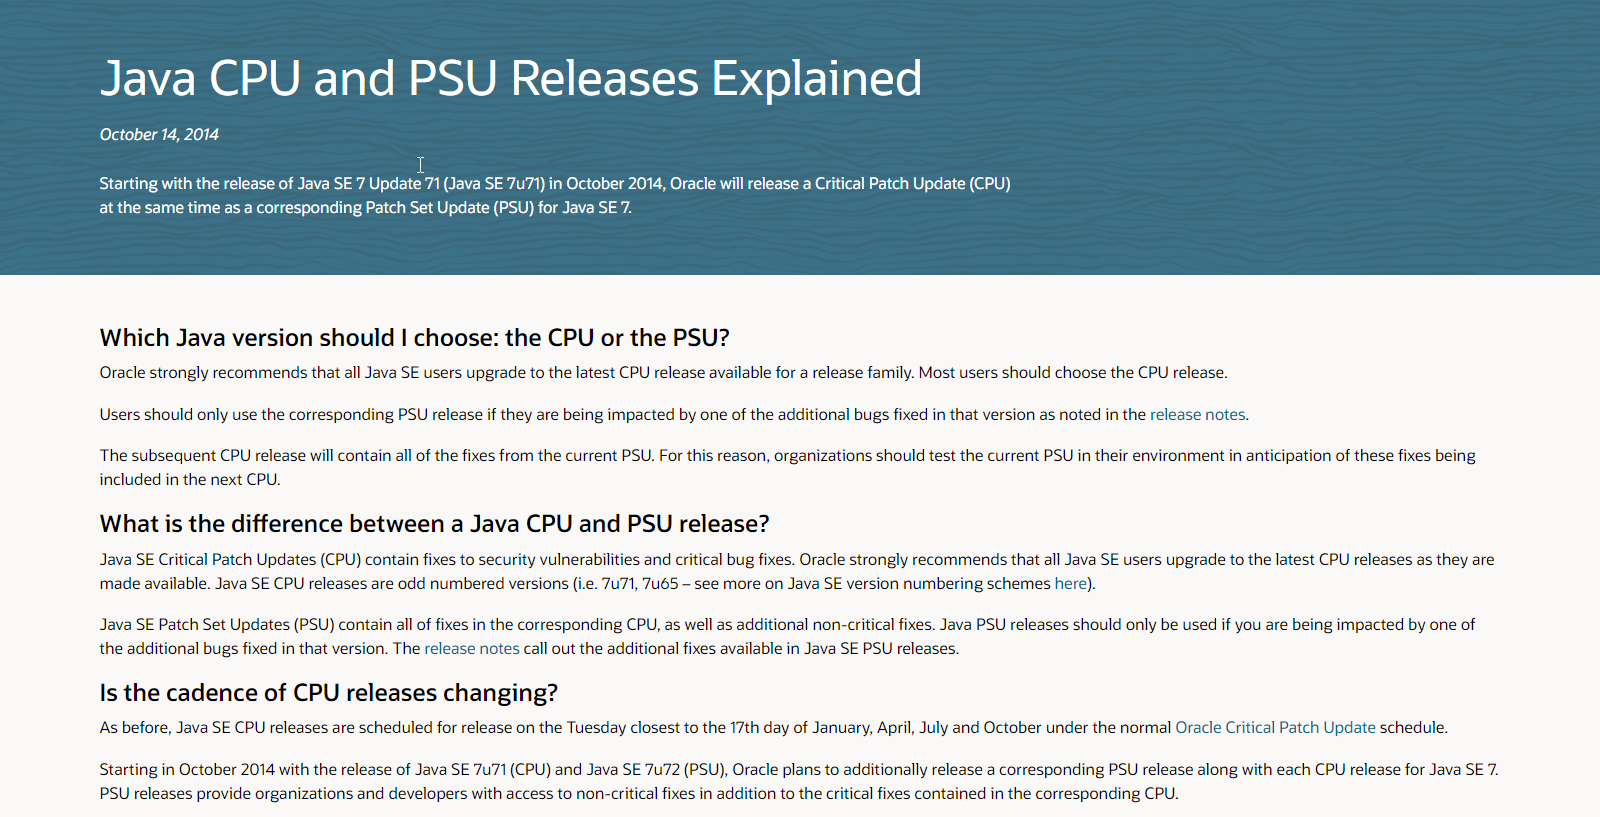 Java CPU and PSU Releases Explained
October 14, 2014
Starting with the release of Java SE 7 Update 71 (Java SE 7u71) in October 2014, Oracle will release a Critical Patch Update (CPU)
at the same time as a corresponding Patch Set Update (PSU) for Java SE 7.
Which Java version should I choose: the CPU or the PSU?
Oracle strongly recommends that all Java SE users upgrade to the latest CPU release available for a release family. Most users should choose the CPU release.
Users should only use the corresponding PSU release if they are being impacted by one of the additional bugs fixed in that version as noted in the release notes.
The subsequent CPU release will contain all of the fixes from the current PSU. For this reason, organizations should test the current PSU in their environment in anticipation of these fixes being
included in the next CPU.
What is the difference between a Java CPU and PSU release?
Java SE Critical Patch Updates (CPU) contain fixes to security vulnerabilities and critical bug fixes. Oracle strongly recommends that all Java SE users upgrade to the latest CPU releases as they are
made available. Java SE CPU releases are odd numbered versions (i.e. 7u71, 7u65 – see more on Java SE version numbering schemes here).
Java SE Patch Set Updates (PSU) contain all of fixes in the corresponding CPU, as well as additional non-critical fixes. Java PSU releases should only be used if you are being impacted by one of
the additional bugs fixed in that version. The release notes call out the additional fixes available in Java SE PSU releases.
Is the cadence of CPU releases changing?
As before, Java SE CPU releases are scheduled for release on the Tuesday closest to the 17th day of January, April, July and October under the normal Oracle Critical Patch Update schedule.
Starting in October 2014 with the release of Java SE 7u71 (CPU) and Java SE 7u72 (PSU), Oracle plans to additionally release a corresponding PSU release along with each CPU release for Java SE 7.
PSU releases provide organizations and developers with access to non-critical fixes in addition to the critical fixes contained in the corresponding CPU.